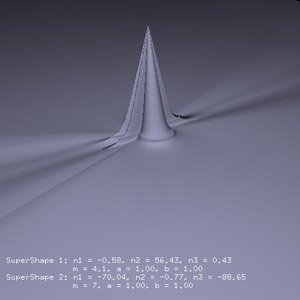 SuperShape 1: n1 = -0.58, n2 = 56.43, n3 = 0.43
m = 4.1, a = 1.00, b = 1.00
SuperShape 2: n1 = -70.04, n2 = -0.77, n3 = -88.65
m = 7, a = 1.00, b = 1.00